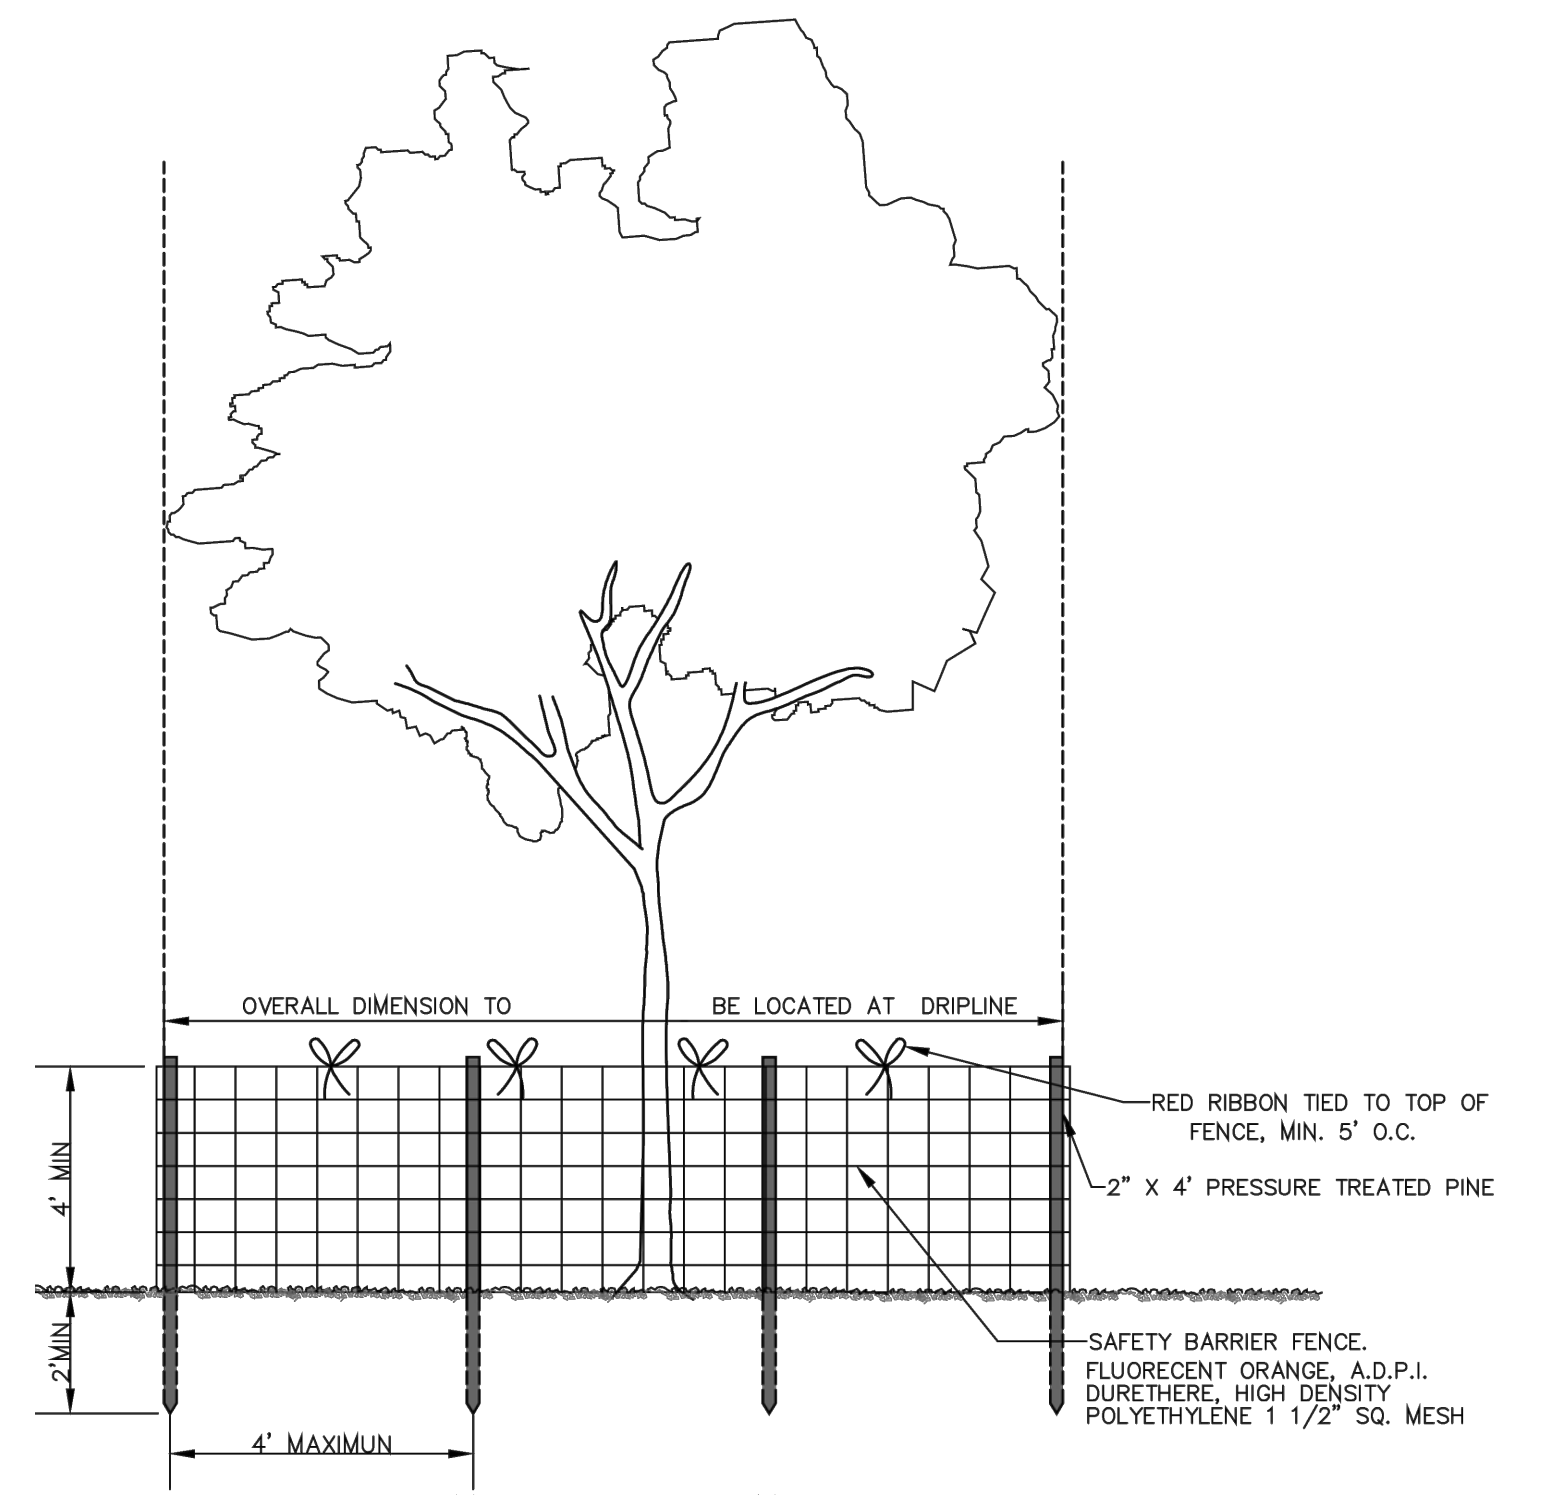 OVERALL DIMENSION TO BE LOCATED AT DRIPLINE
RED RIBBON TIED TO TOP OF
FENCE, MIN. 5' O.C.
4' MIN
2" X 4' PRESSURE TREATED PINE
2'MIN
SAFETY BARRIER FENCE.
FLUORECENT ORANGE, A.D.P.I.
DURETHERE, HIGH DENSITY
POLYETHYLENE 1 1/2" SQ. MESH
4' MAXIMUN